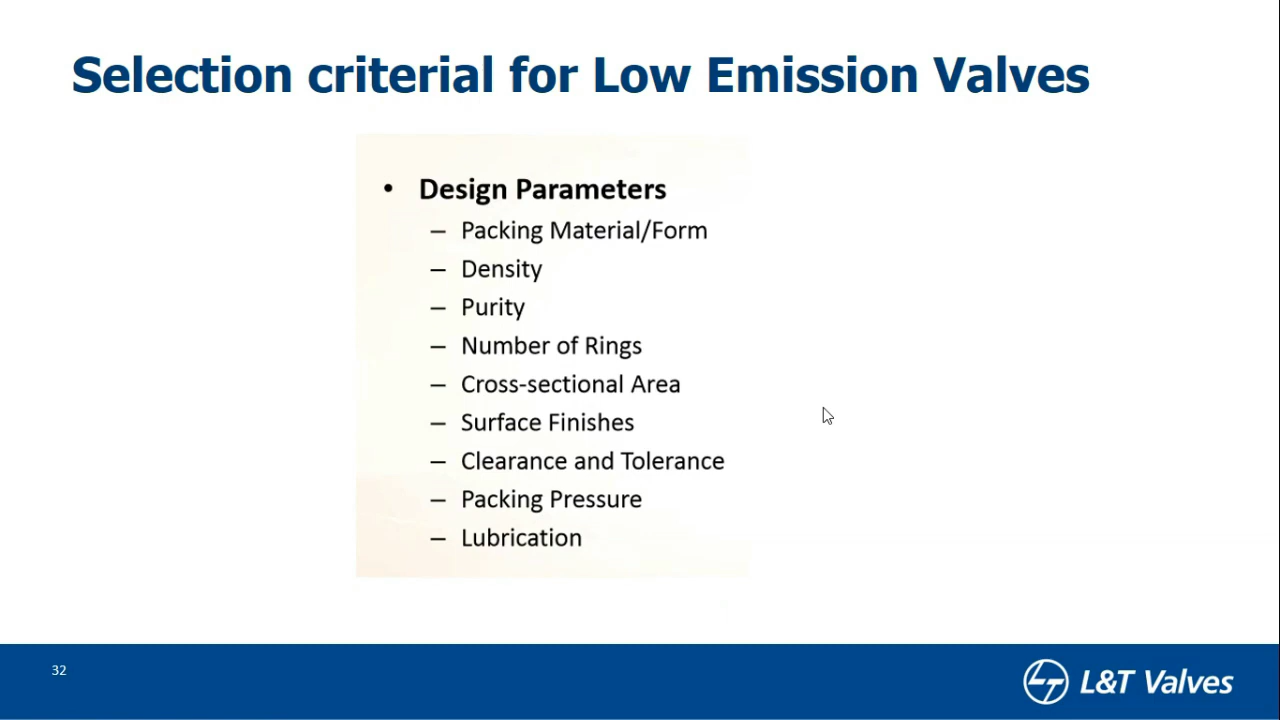 Selection criterial for Low Emission Valves
• Design Parameters
– Packing Material/Form
– Density
– Purity
– Number of Rings
– Cross-sectional Area
– Surface Finishes
– Clearance and Tolerance
– Packing Pressure
– Lubrication
32
L&T Valves